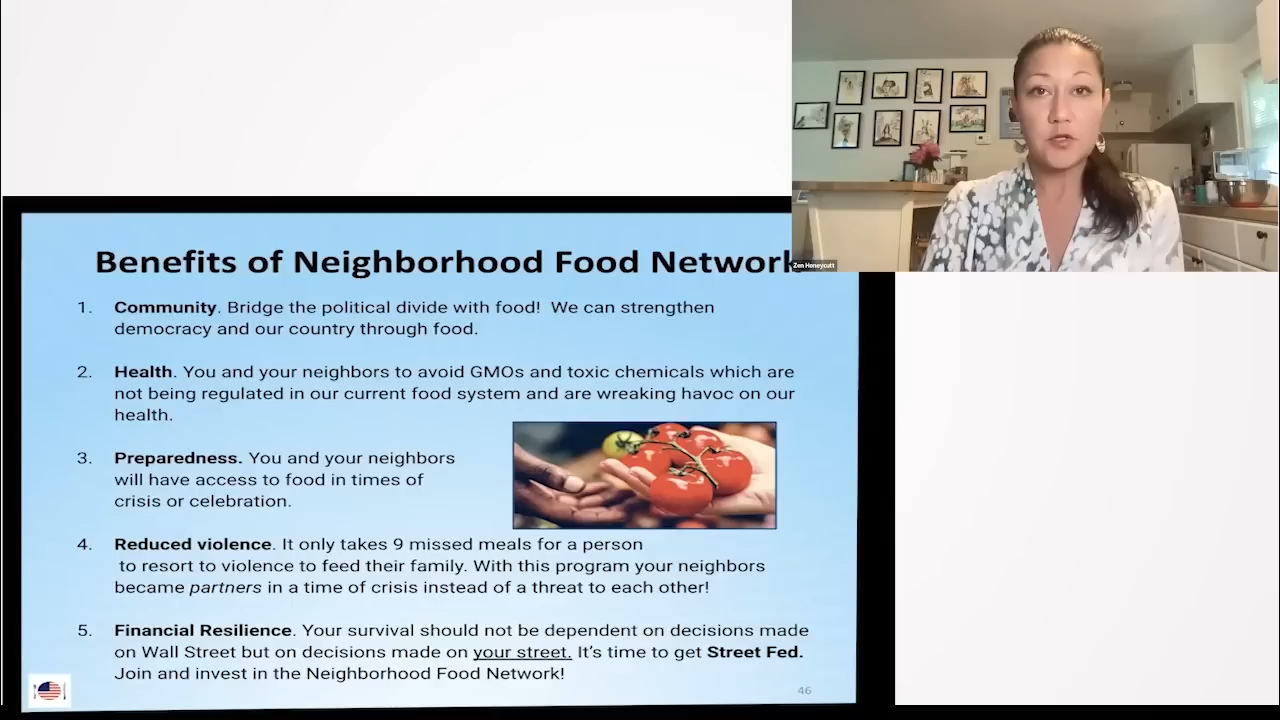 Benefits of Neighborhood Food Network
Zen Honeycutt
1. Community. Bridge the political divide with food! We can strengthen
democracy and our country through food.
2. Health. You and your neighbors to avoid GMOs and toxic chemicals which are
not being regulated in our current food system and are wreaking havoc on our
health.
3. Preparedness. You and your neighbors
will have access to food in times of
crisis or celebration.
4. Reduced violence. It only takes 9 missed meals for a person
to resort to violence to feed their family. With this program your neighbors
became partners in a time of crisis instead of a threat to each other!
5. Financial Resilience. Your survival should not be dependent on decisions made
on Wall Street but on decisions made on your street. It’s time to get Street Fed.
Join and invest in the Neighborhood Food Network!
46